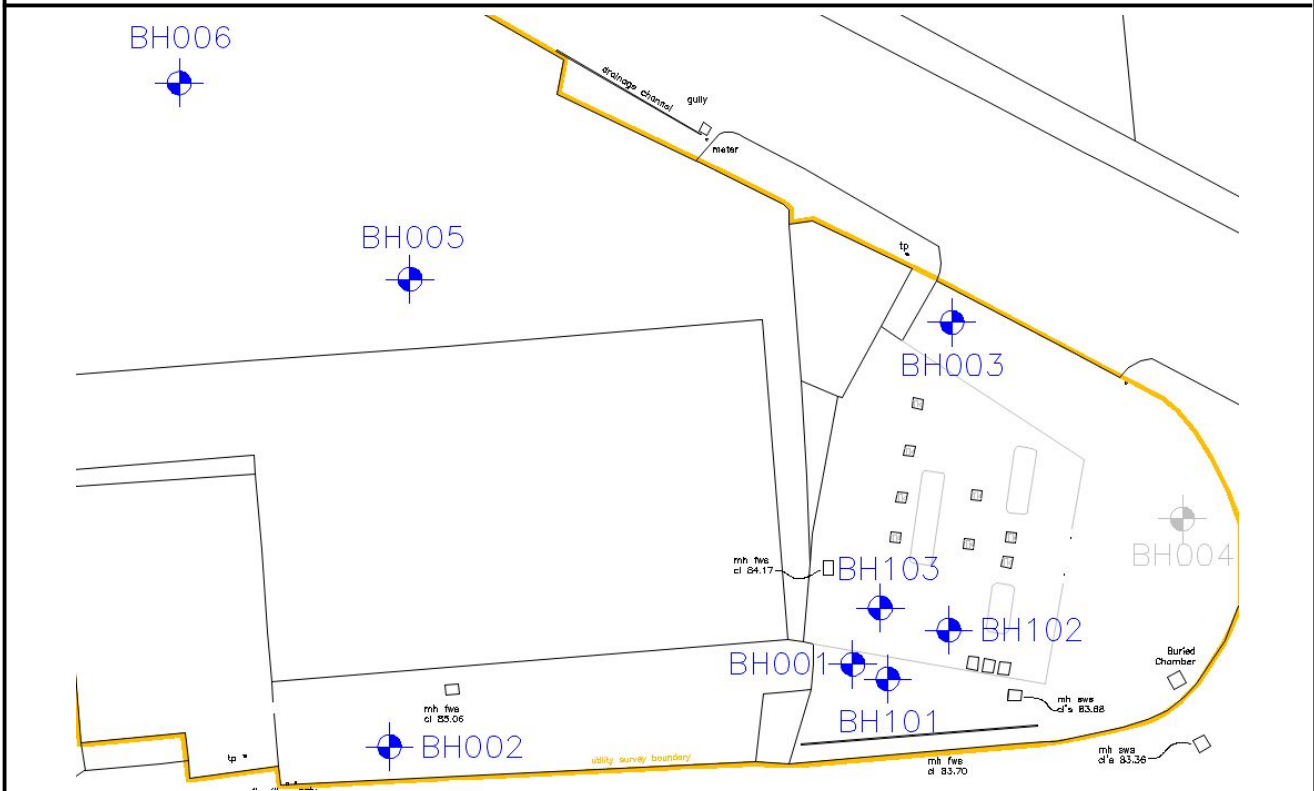 BH006
drainage channel
gully
meter
BH005
tp
BH003
BH004
mh fws
cl 84.17
BH103
BH102
BH001
Buried
Chamber
mh fws
cl 85.06
mh sws
cl's 83.88
BH101
BH002
utility survey boundary
tp
mh fws
cl 83.70
mh sws
cl's 83.36